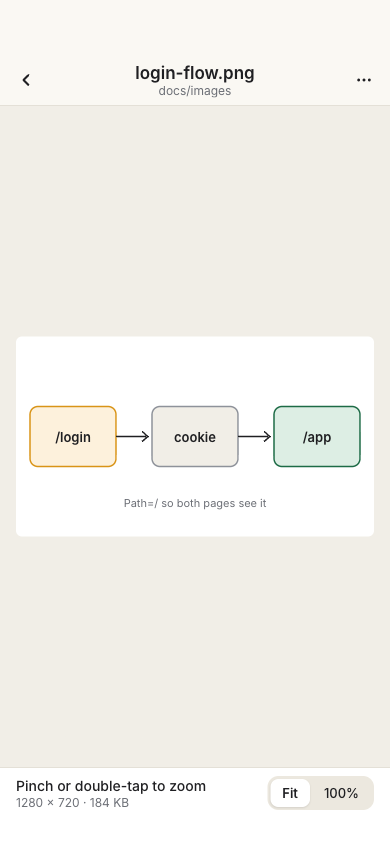 login-flow.png
docs/images
/login
cookie
/app
Path=/ so both pages see it
Pinch or double-tap to zoom
1280 × 720 · 184 KB
Fit
100%